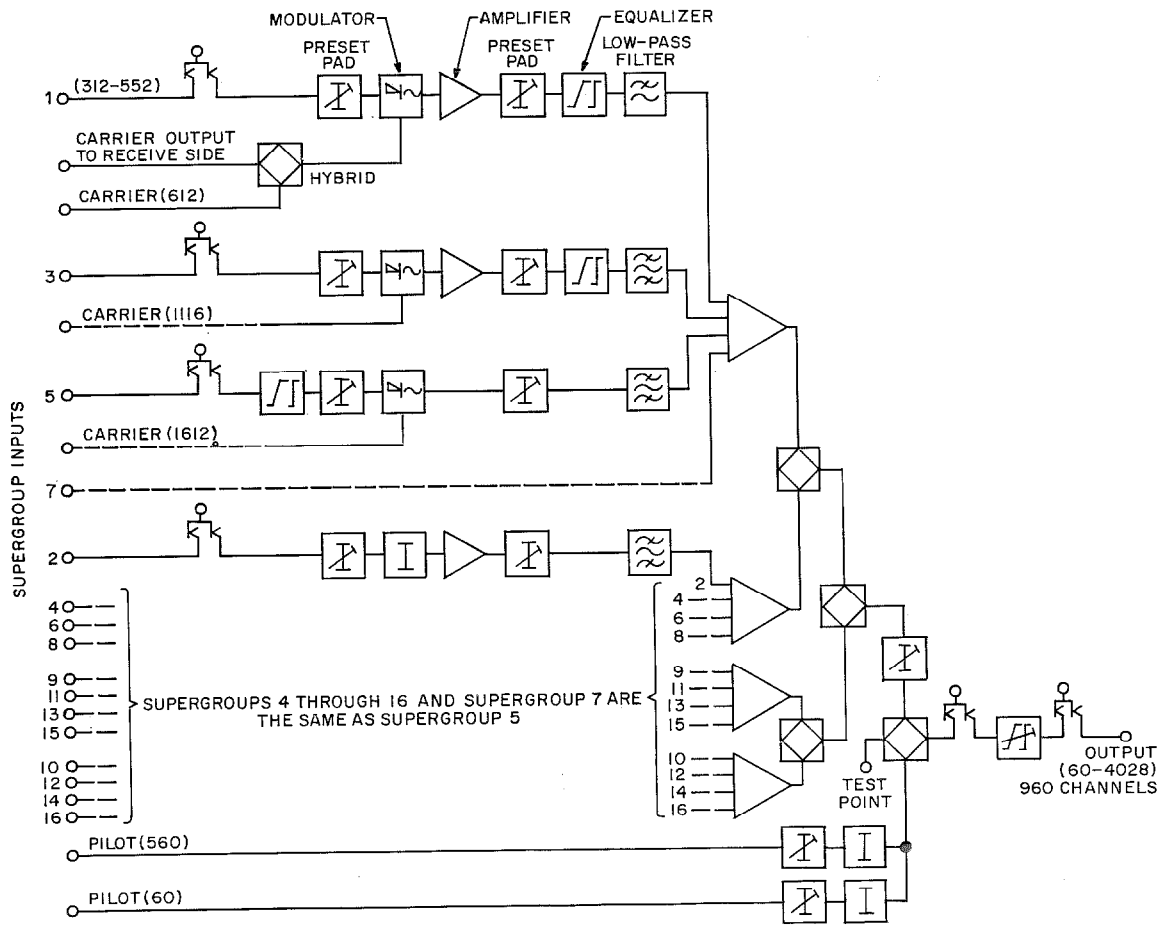 MODULATOR
AMPLIFIER
EQUALIZER
PRESET
PAD
PRESET
PAD
LOW-PASS
FILTER
1 (312-552)
CARRIER OUTPUT
TO RECEIVE SIDE
HYBRID
CARRIER (612)
3
CARRIER (1116)
5
CARRIER (1612)
7
SUPERGROUP INPUTS
2
4
6
8
9
11
13
15
10
12
14
16
SUPERGROUPS 4 THROUGH 16 AND SUPERGROUP 7 ARE
THE SAME AS SUPERGROUP 5
2
4
6
8
9
11
13
15
10
12
14
16
TEST
POINT
OUTPUT
(60-4028)
960 CHANNELS
PILOT (560)
PILOT (60)